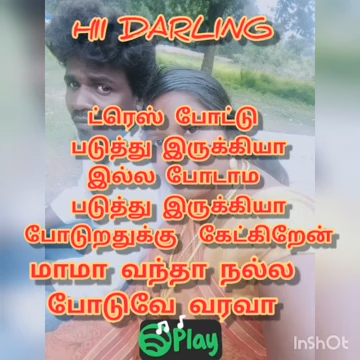 HII DARLING
ட்ரெஸ் போட்டு
படுத்து இருக்கியா
இல்ல போடாம
படுத்து இருக்கியா
போடுறதுக்கு கேட்கிறேன்
மாமா வந்தா நல்ல
போடுவே வரவா
Play
InShOt